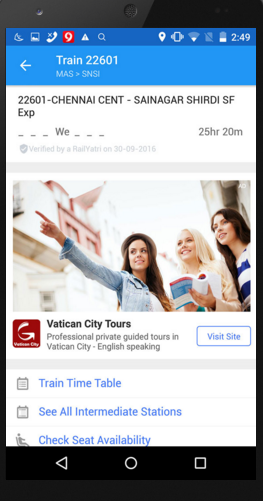 9
2:49
Train 22601
MAS > SNSI
22601-CHENNAI CENT - SAINAGAR SHIRDI SF
Exp
_ _ _ We _ _ _ 25hr 20m
Verified by a RailYatri on 30-09-2016
Vatican City Tours
Professional private guided tours in
Vatican City - English speaking
Visit Site
Vatican City
Train Time Table
See All Intermediate Stations
Check Seat Availability